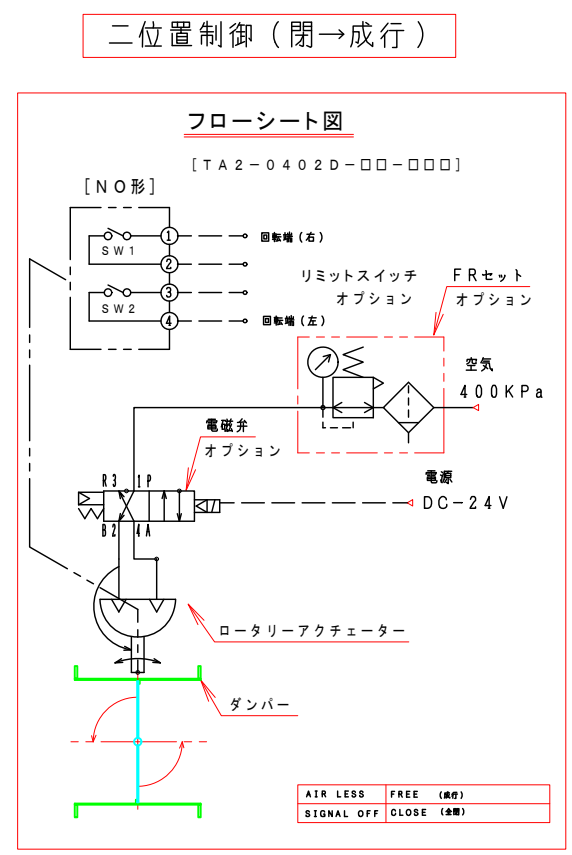 二位置制御(閉→成行)
フローシート図
[TA2-0402D-□□-□□□]
[NO形]
1 回転端(右)
SW1
2
3
SW2
4 回転端(左)
リミットスイッチ
オプション
FRセット
オプション
空気
400KPa
電磁弁
オプション
電源
DC-24V
R3 1P
B2 4A
ロータリーアクチェーター
ダンパー
AIR LESS FREE (成行)
SIGNAL OFF CLOSE (全閉)